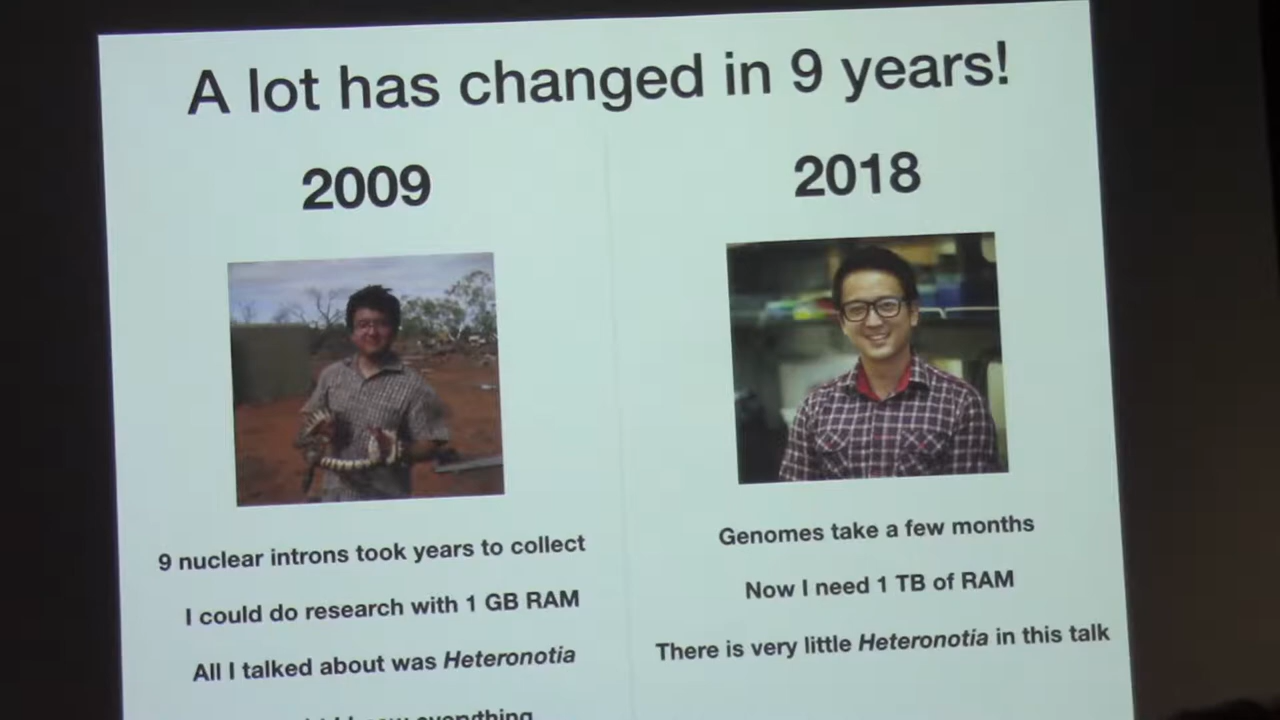 A lot has changed in 9 years!
2009
9 nuclear introns took years to collect
I could do research with 1 GB RAM
All I talked about was Heteronotia
everything
2018
Genomes take a few months
Now I need 1 TB of RAM
There is very little Heteronotia in this talk